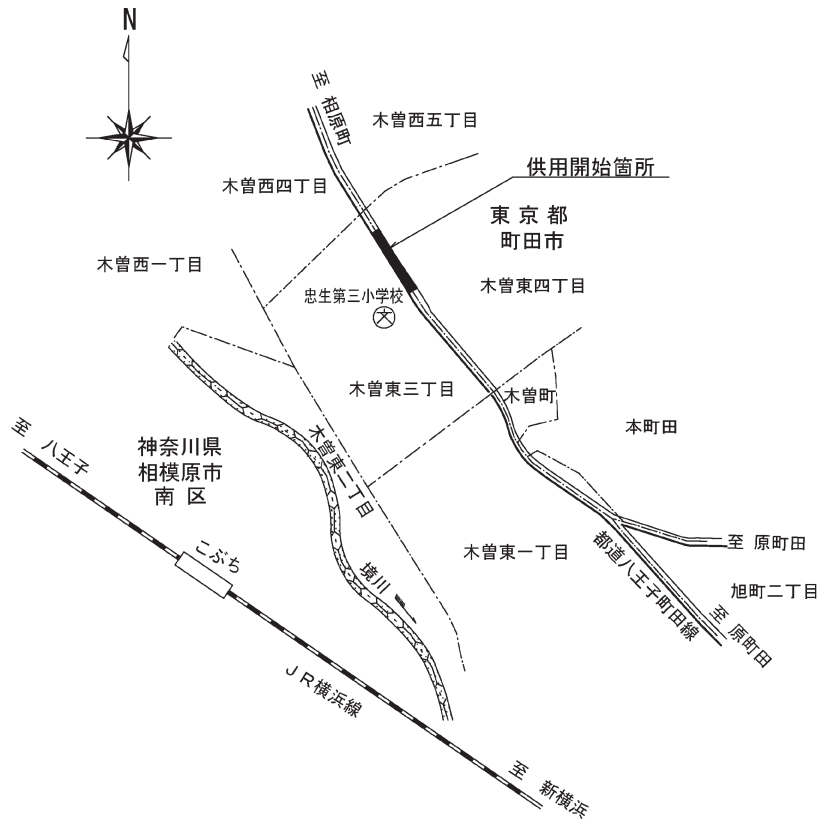 N
至 相原町
木曽西五丁目
供用開始箇所
木曽西四丁目
東京都
町田市
木曽西一丁目
木曽東四丁目
忠生第三小学校
文
木曽東三丁目
木曽町
本町田
至 八王子
神奈川県
相模原市
南区
木曽東二丁目
こぶち
境川
木曽東一丁目
至 原町田
都道八王子町田線
旭町二丁目
至 原町田
JR横浜線
至 新横浜